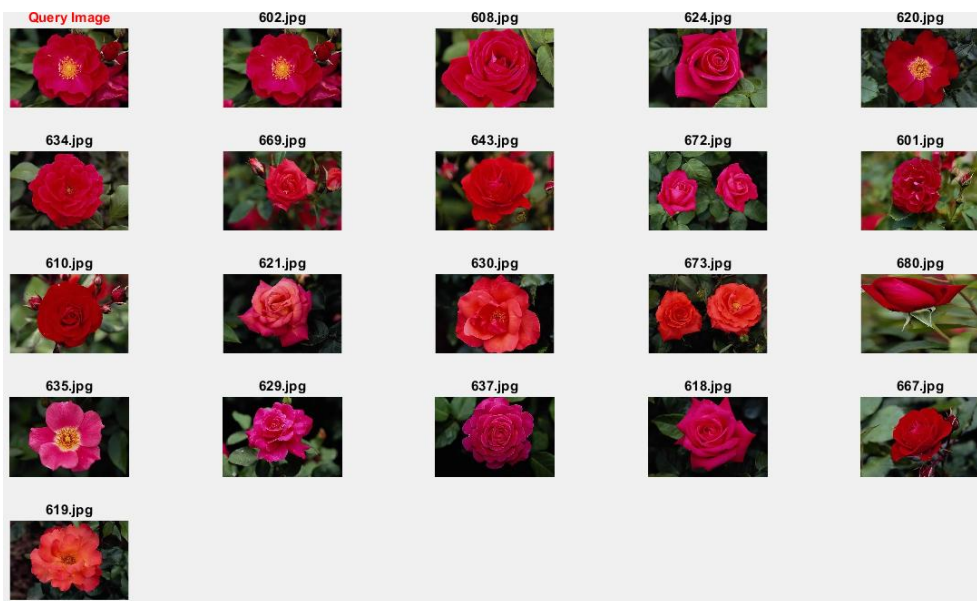 Query Image 602.jpg 608.jpg 624.jpg 620.jpg
634.jpg 669.jpg 643.jpg 672.jpg 601.jpg
610.jpg 621.jpg 630.jpg 673.jpg 680.jpg
635.jpg 629.jpg 637.jpg 618.jpg 667.jpg
619.jpg